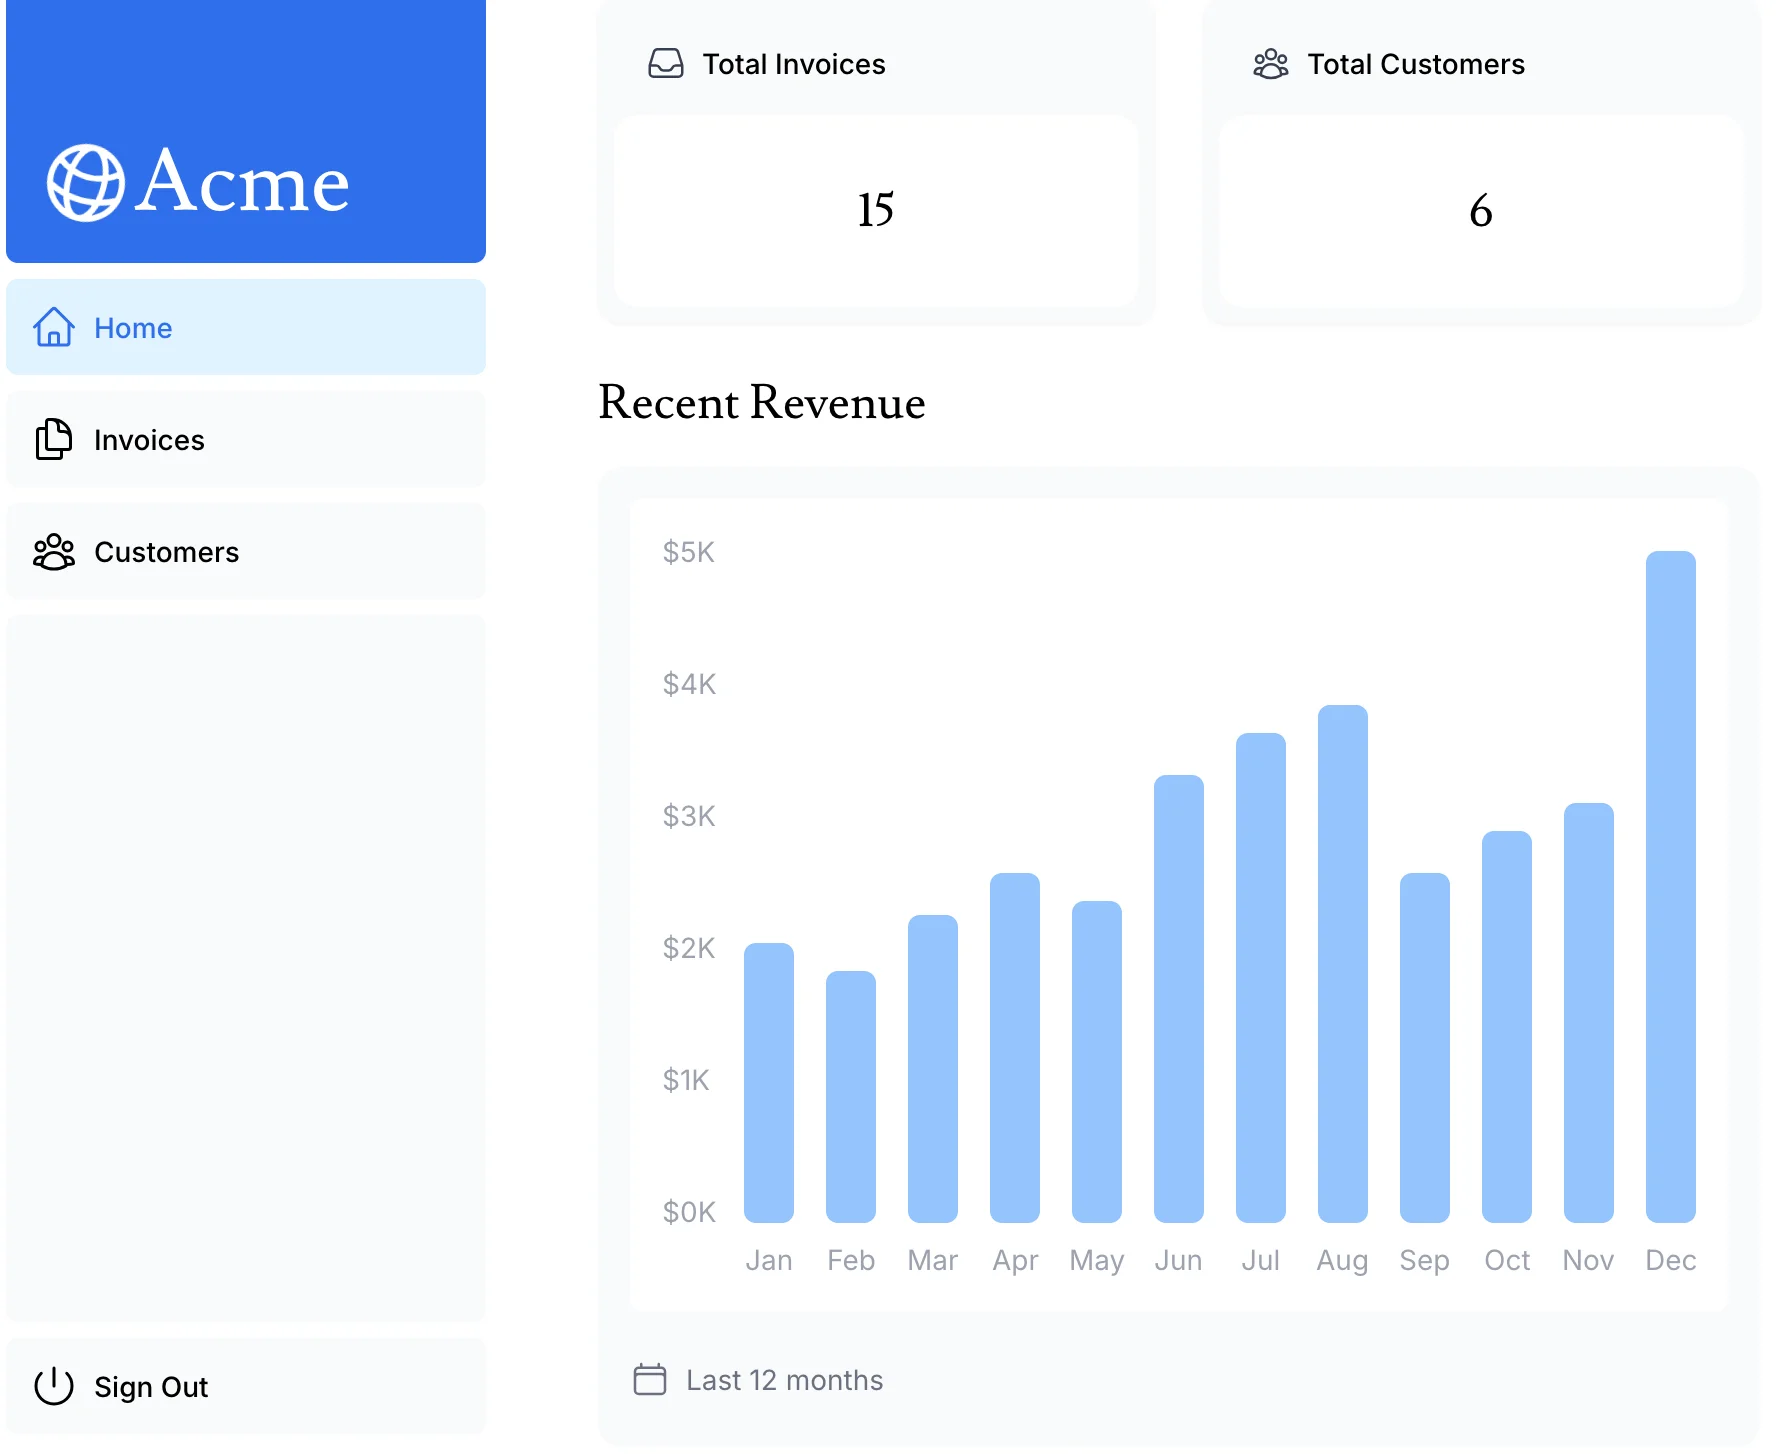 Acme
Home
Invoices
Customers
Sign Out
Total Invoices
15
Total Customers
6
Recent Revenue
$5K
$4K
$3K
$2K
$1K
$0K
Jan Feb Mar Apr May Jun Jul Aug Sep Oct Nov Dec
Last 12 months